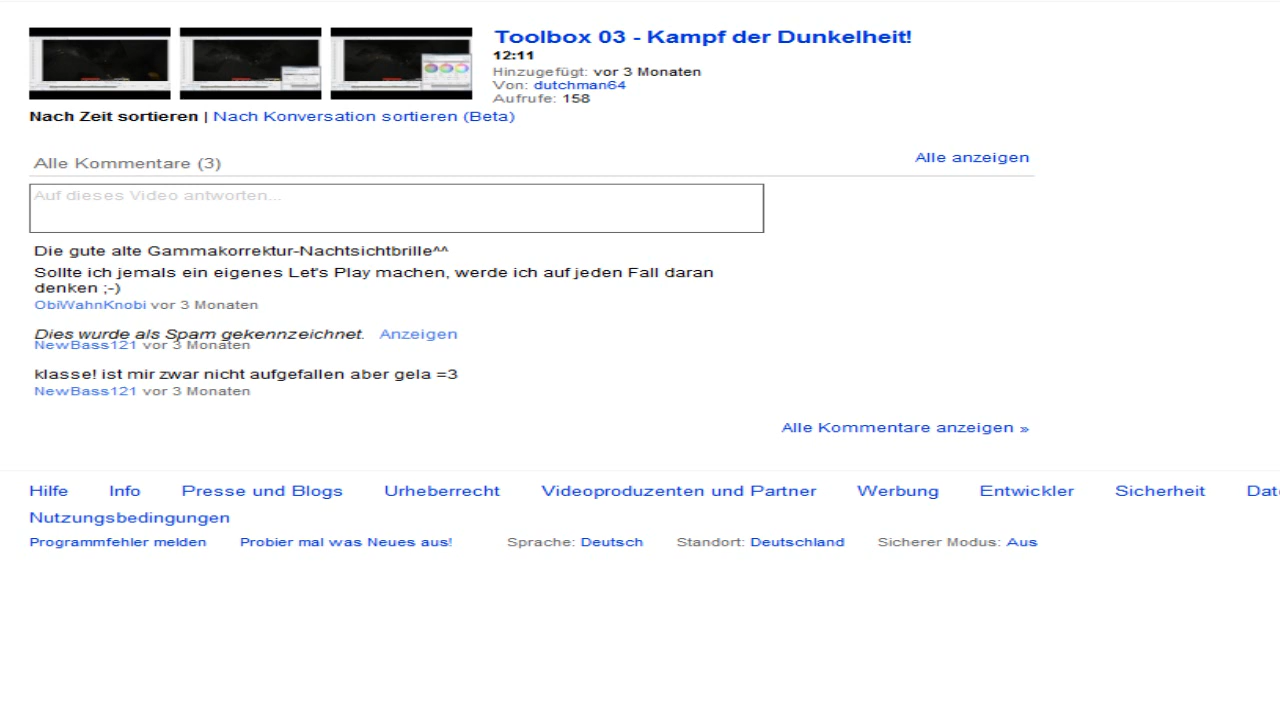 Toolbox 03 - Kampf der Dunkelheit!
12:11
Hinzugefügt: vor 3 Monaten
Von: dutchman64
Aufrufe: 158
Nach Zeit sortieren | Nach Konversation sortieren (Beta)
Alle Kommentare (3)
Alle anzeigen
Auf dieses Video antworten...
Die gute alte Gammakorrektur-Nachtsichtbrille^^
Sollte ich jemals ein eigenes Let's Play machen, werde ich auf jeden Fall daran
denken ;-)
ObiWahnKnobi vor 3 Monaten
Dies wurde als Spam gekennzeichnet. Anzeigen
NewBass121 vor 3 Monaten
klasse! ist mir zwar nicht aufgefallen aber gela =3
NewBass121 vor 3 Monaten
Alle Kommentare anzeigen »
Hilfe Info Presse und Blogs Urheberrecht Videoproduzenten und Partner Werbung Entwickler Sicherheit Dat
Nutzungsbedingungen
Programmfehler melden Probier mal was Neues aus! Sprache: Deutsch Standort: Deutschland Sicherer Modus: Aus